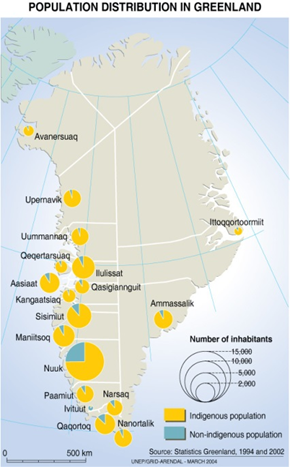 POPULATION DISTRIBUTION IN GREENLAND
Avanersuaq
Upernavik
Ittoqqortoormiit
Uummannaq
Qeqertarsuaq
Ilulissat
Aasiaat
Qasigiannguit
Kangaatsiaq
Ammassalik
Sisimiut
Maniitsoq
Number of inhabitants
15,000
10,000
5,000
2,000
Nuuk
Paamiut
Narsaq
Ivituut
Nanortalik
Qaqortoq
Indigenous population
Non-indigenous population
0 500 km
Source: Statistics Greenland, 1994 and 2002
UNEP/GRID-ARENDAL - MARCH 2004